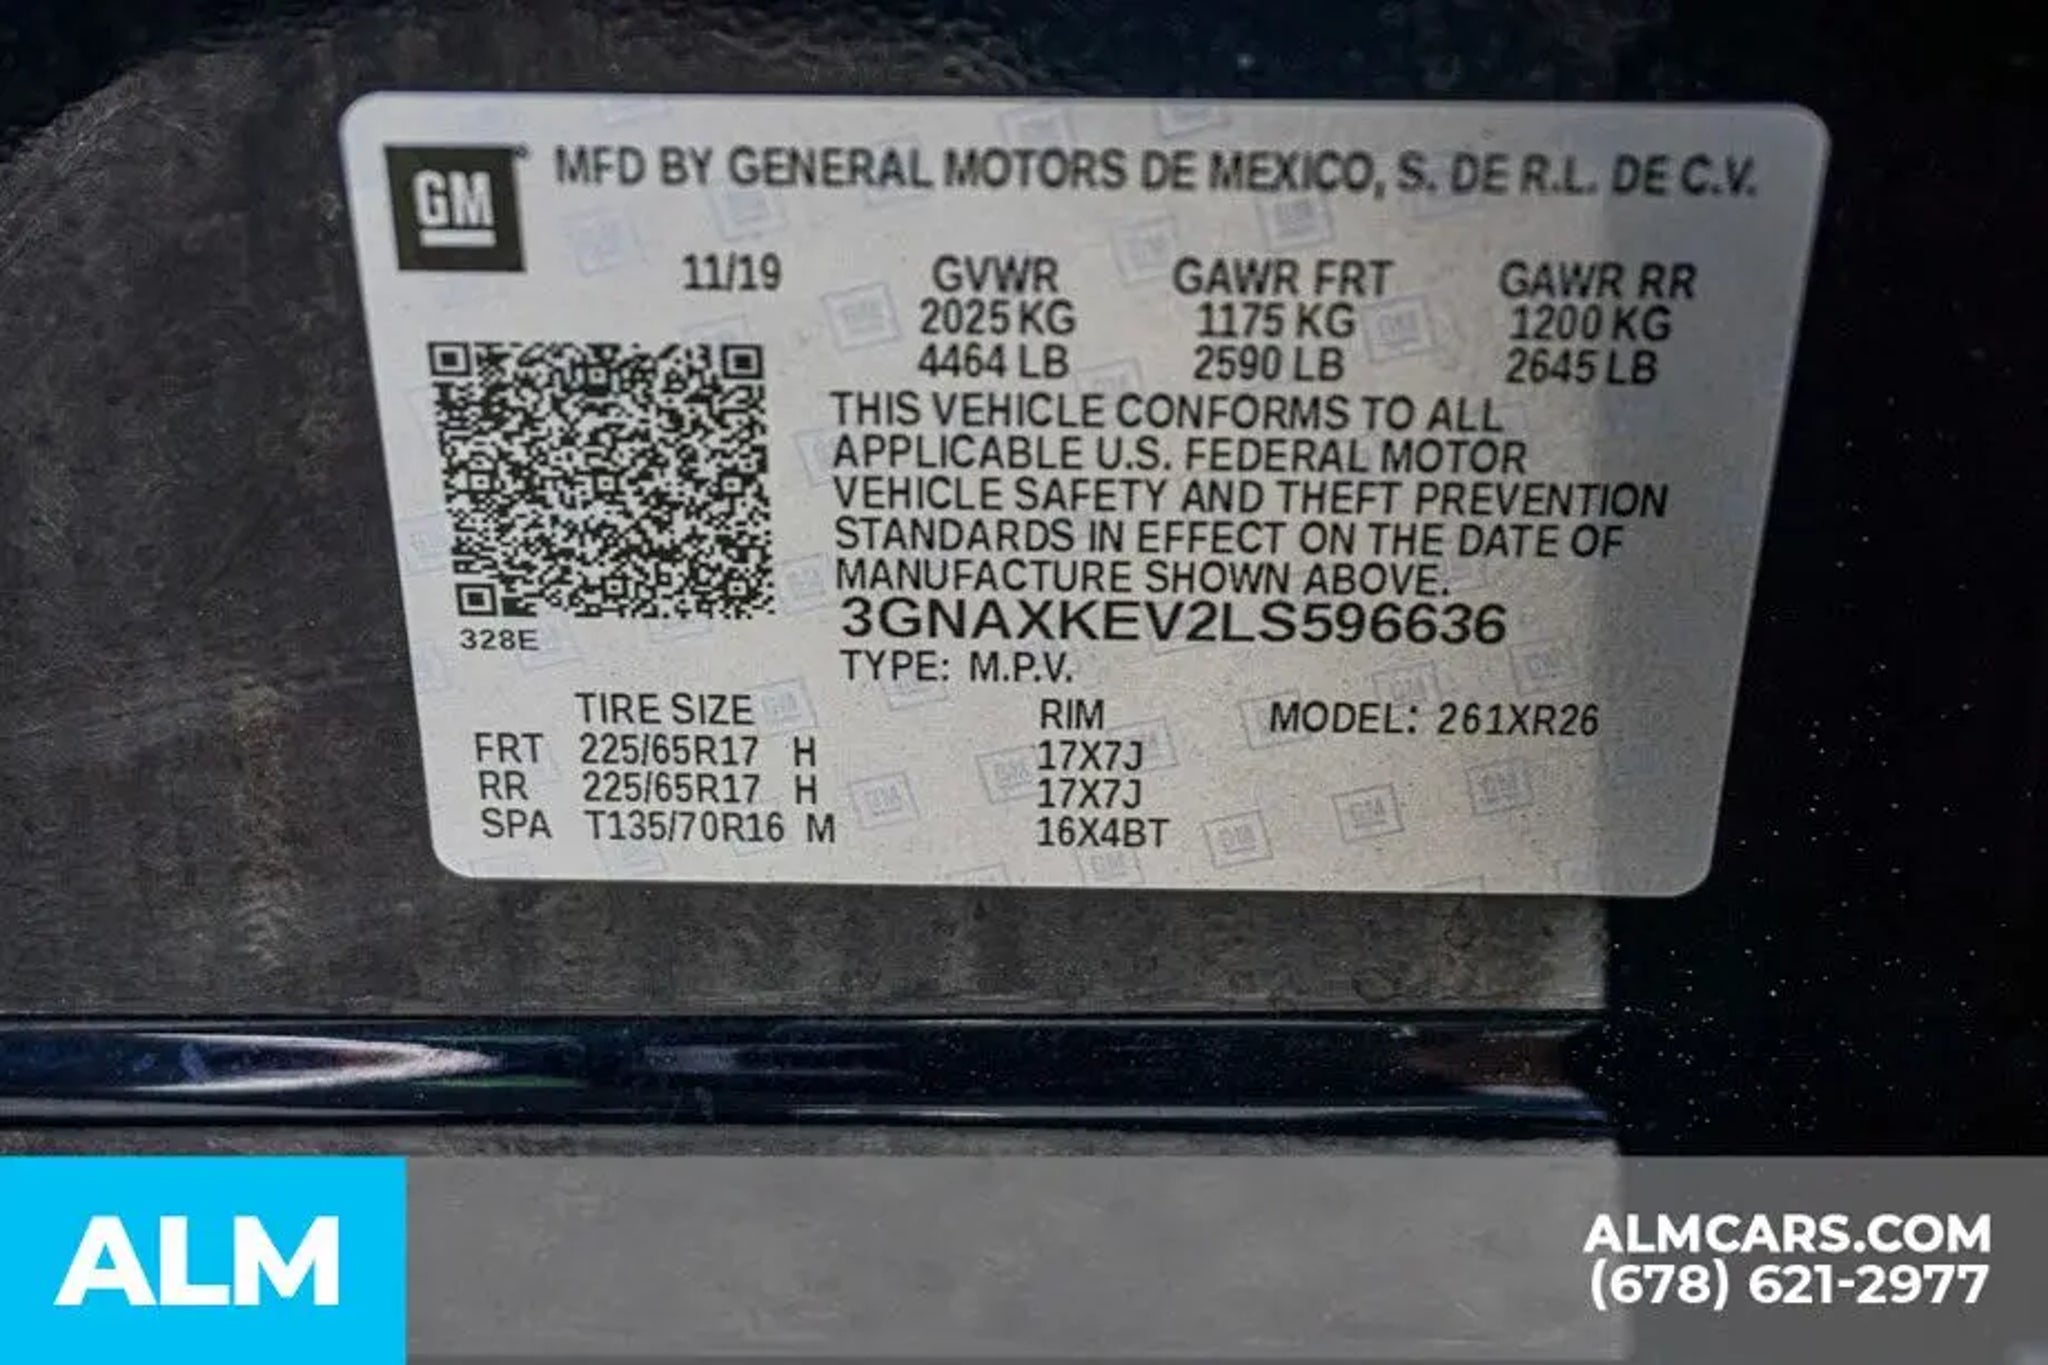 GM
MFD BY GENERAL MOTORS DE MEXICO, S. DE R.L. DE C.V.
11/19 GVWR GAWR FRT GAWR RR
2025 KG 1175 KG 1200 KG
4464 LB 2590 LB 2645 LB
THIS VEHICLE CONFORMS TO ALL
APPLICABLE U.S. FEDERAL MOTOR
VEHICLE SAFETY AND THEFT PREVENTION
STANDARDS IN EFFECT ON THE DATE OF
MANUFACTURE SHOWN ABOVE.
3GNAXKEV2LS596636
328E
TYPE: M.P.V.
TIRE SIZE RIM MODEL: 261XR26
FRT 225/65R17 H 17X7J
RR 225/65R17 H 17X7J
SPA T135/70R16 M 16X4BT
ALM
ALMCARS.COM
(678) 621-2977